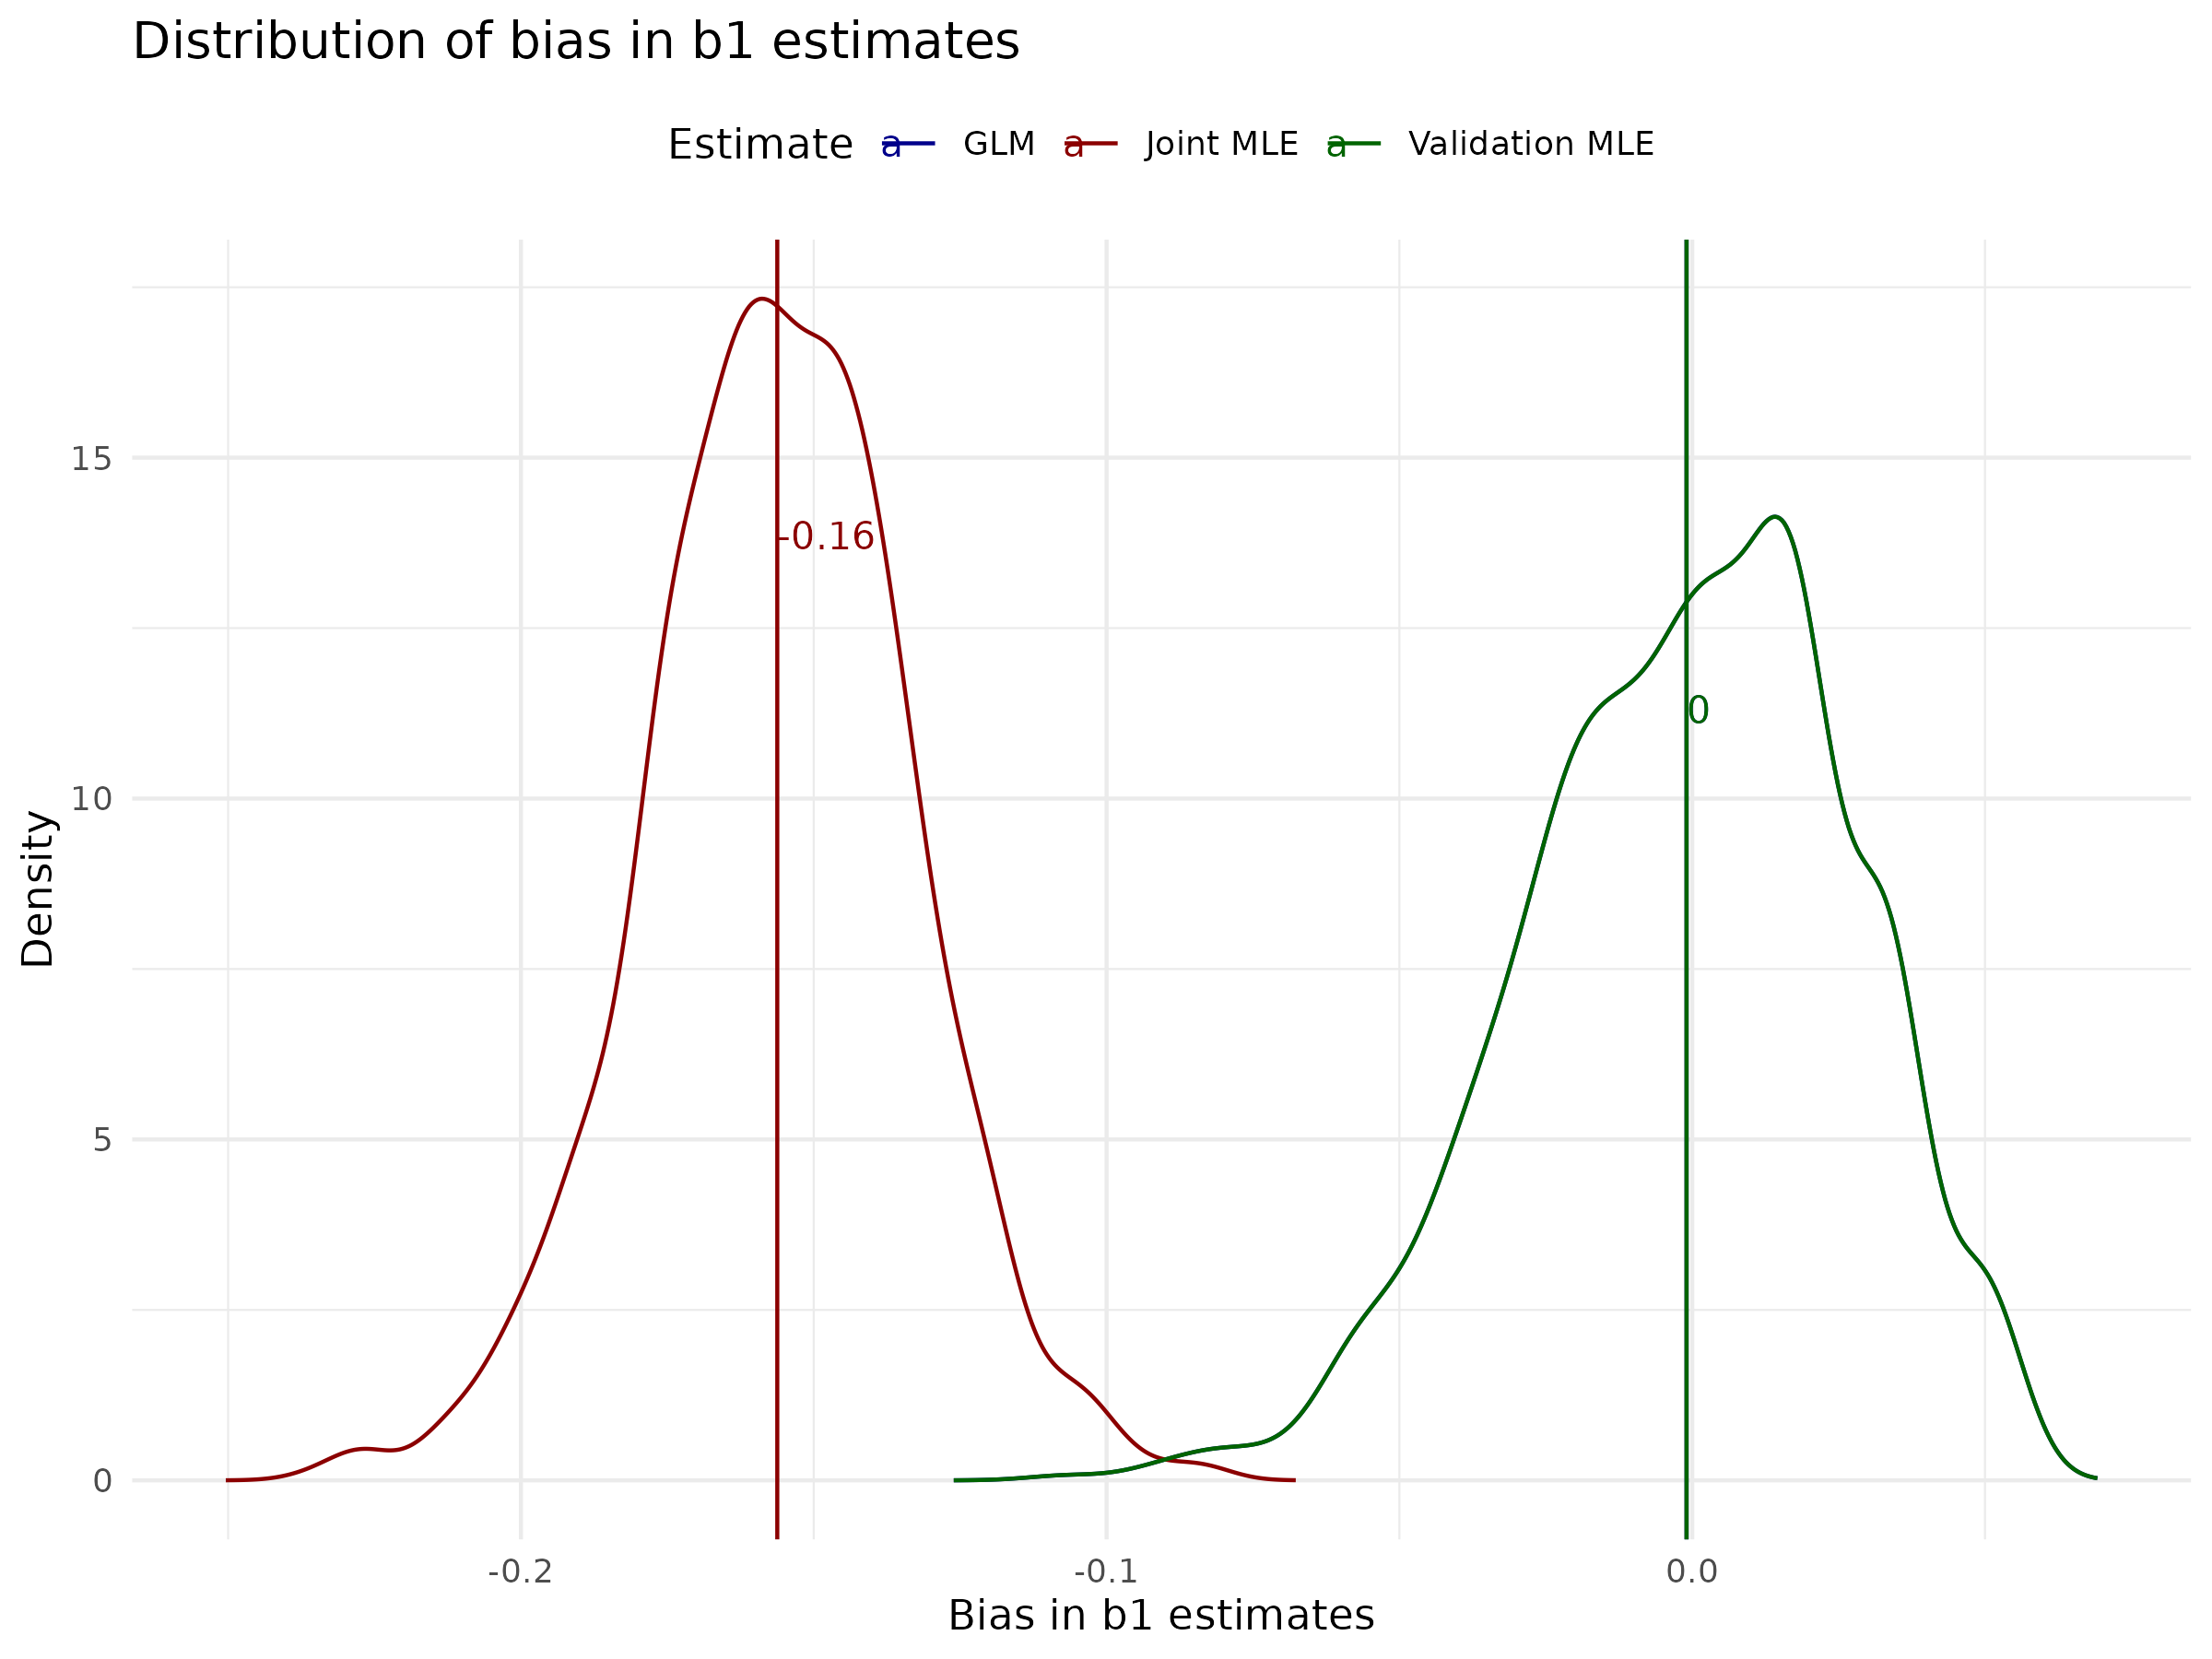 Distribution of bias in b1 estimates
Estimate a GLM a Joint MLE a Validation MLE
15
10
5
0
Density
-0.16
0
-0.2 -0.1 0.0
Bias in b1 estimates